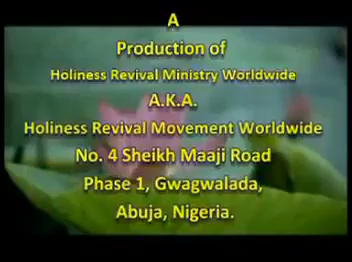 A
Production of
Holiness Revival Ministry Worldwide
A.K.A.
Holiness Revival Movement Worldwide
No. 4 Sheikh Maaji Road
Phase 1, Gwagwalada,
Abuja, Nigeria.